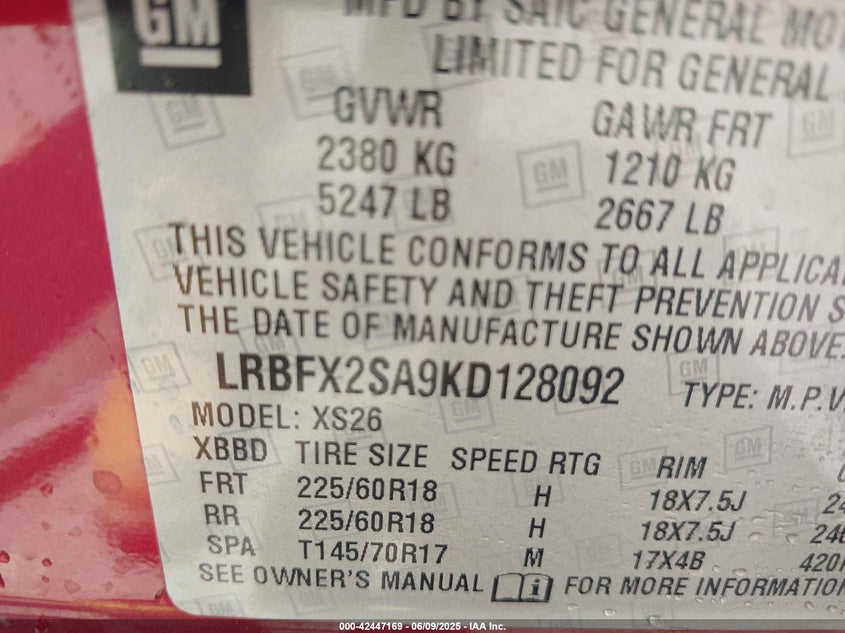 GM
MFD BY SAIC GENERAL
LIMITED FOR GENERAL
GVWR GAWR FRT
2380 KG 1210 KG
5247 LB 2667 LB
THIS VEHICLE CONFORMS TO ALL
VEHICLE SAFETY AND THEFT PREVENTION
THE DATE OF MANUFACTURE SHOWN ABOVE.
LRBFX2SA9KD128092 TYPE: M.P.V.
MODEL: XS26
XBBD TIRE SIZE SPEED RTG RIM
FRT 225/60R18 H 18X7.5J
RR 225/60R18 H 18X7.5J
SPA T145/70R17 M 17X4B
SEE OWNER'S MANUAL FOR MORE INFORMATION
000-42447169 | 06/09/2025 - IAA Inc.